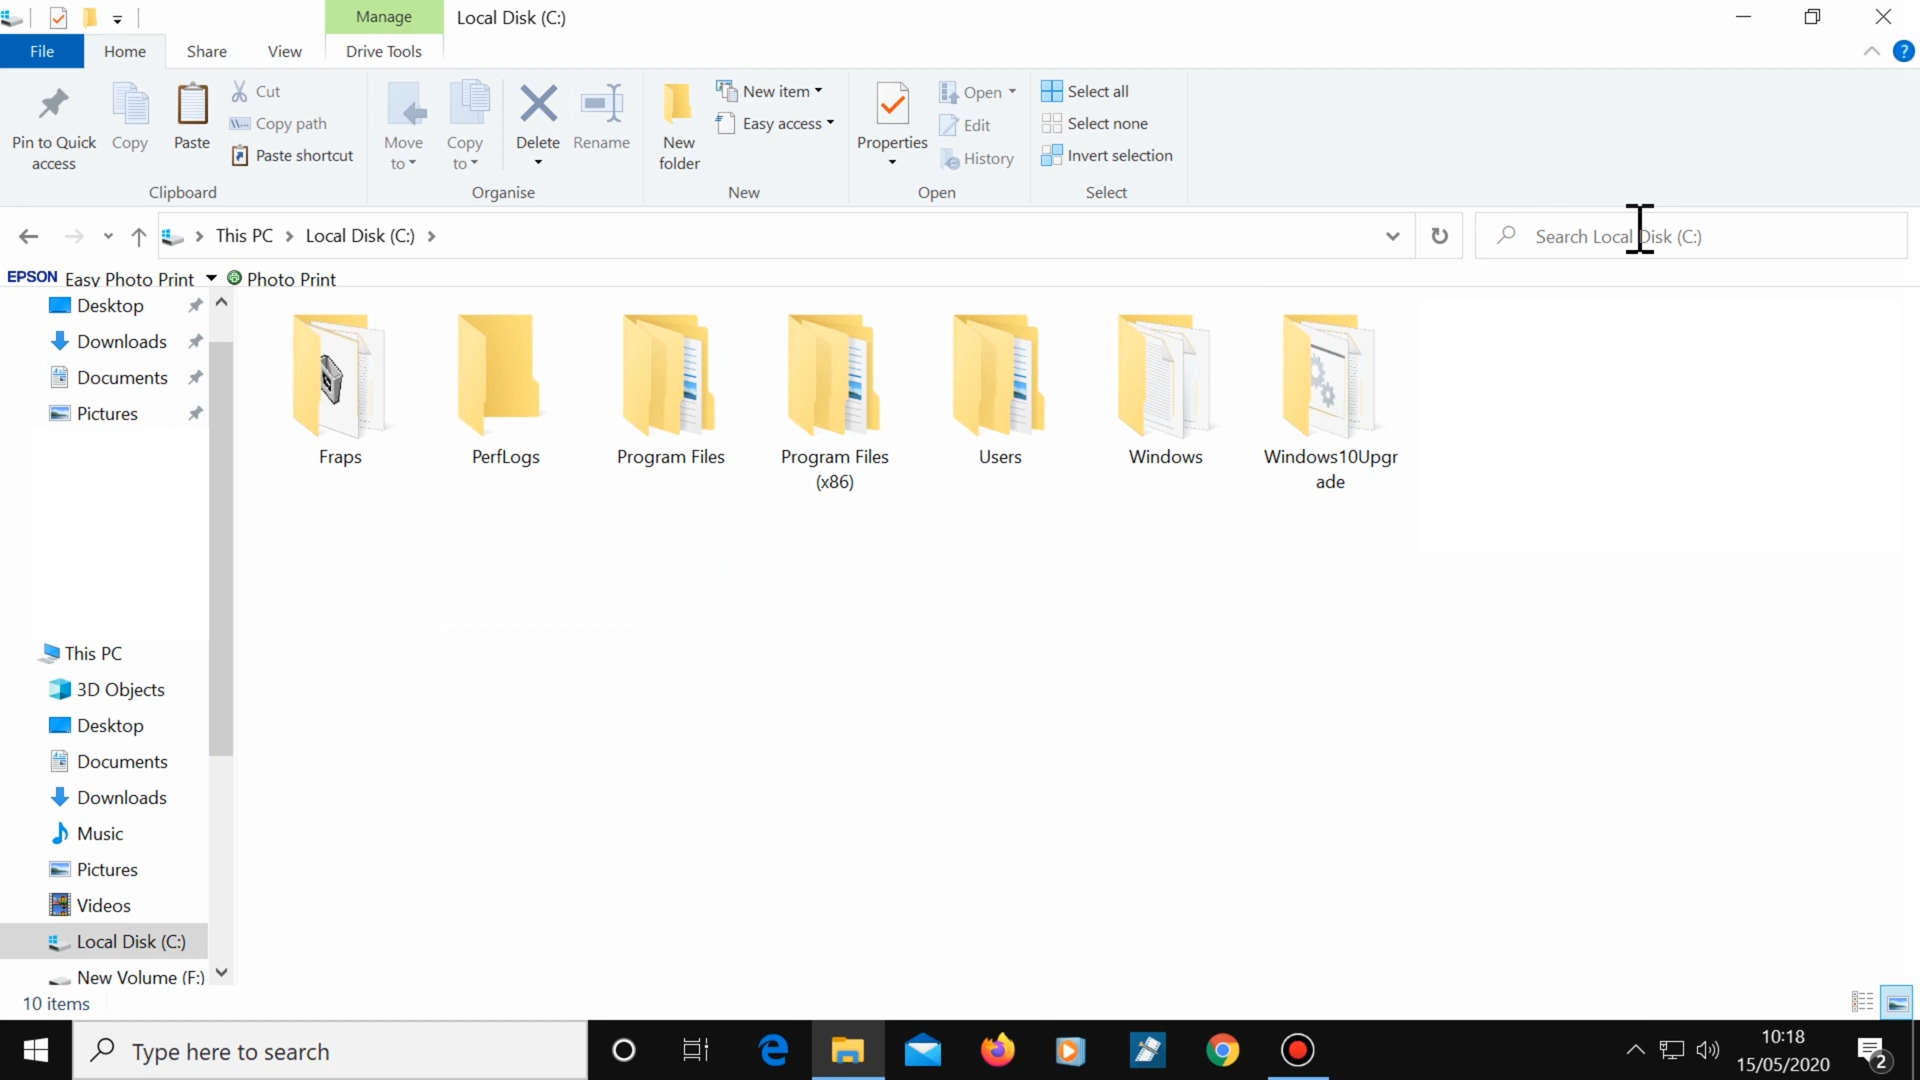 Manage
Local Disk (C:)
File
Home
Share
View
Drive Tools
Pin to Quick
access
Copy
Paste
Cut
Copy path
Paste shortcut
Clipboard
Move
to
Copy
to
Delete
Rename
Organise
New
folder
New item
Easy access
New
Properties
Open
Edit
History
Open
Select all
Select none
Invert selection
Select
This PC
Local Disk (C:)
Search Local Disk (C:)
EPSON Easy Photo Print
Photo Print
Desktop
Downloads
Documents
Pictures
This PC
3D Objects
Desktop
Documents
Downloads
Music
Pictures
Videos
Local Disk (C:)
New Volume (F:)
Fraps
PerfLogs
Program Files
Program Files
(x86)
Users
Windows
Windows10Upgr
ade
10 items
Type here to search
10:18
15/05/2020
2